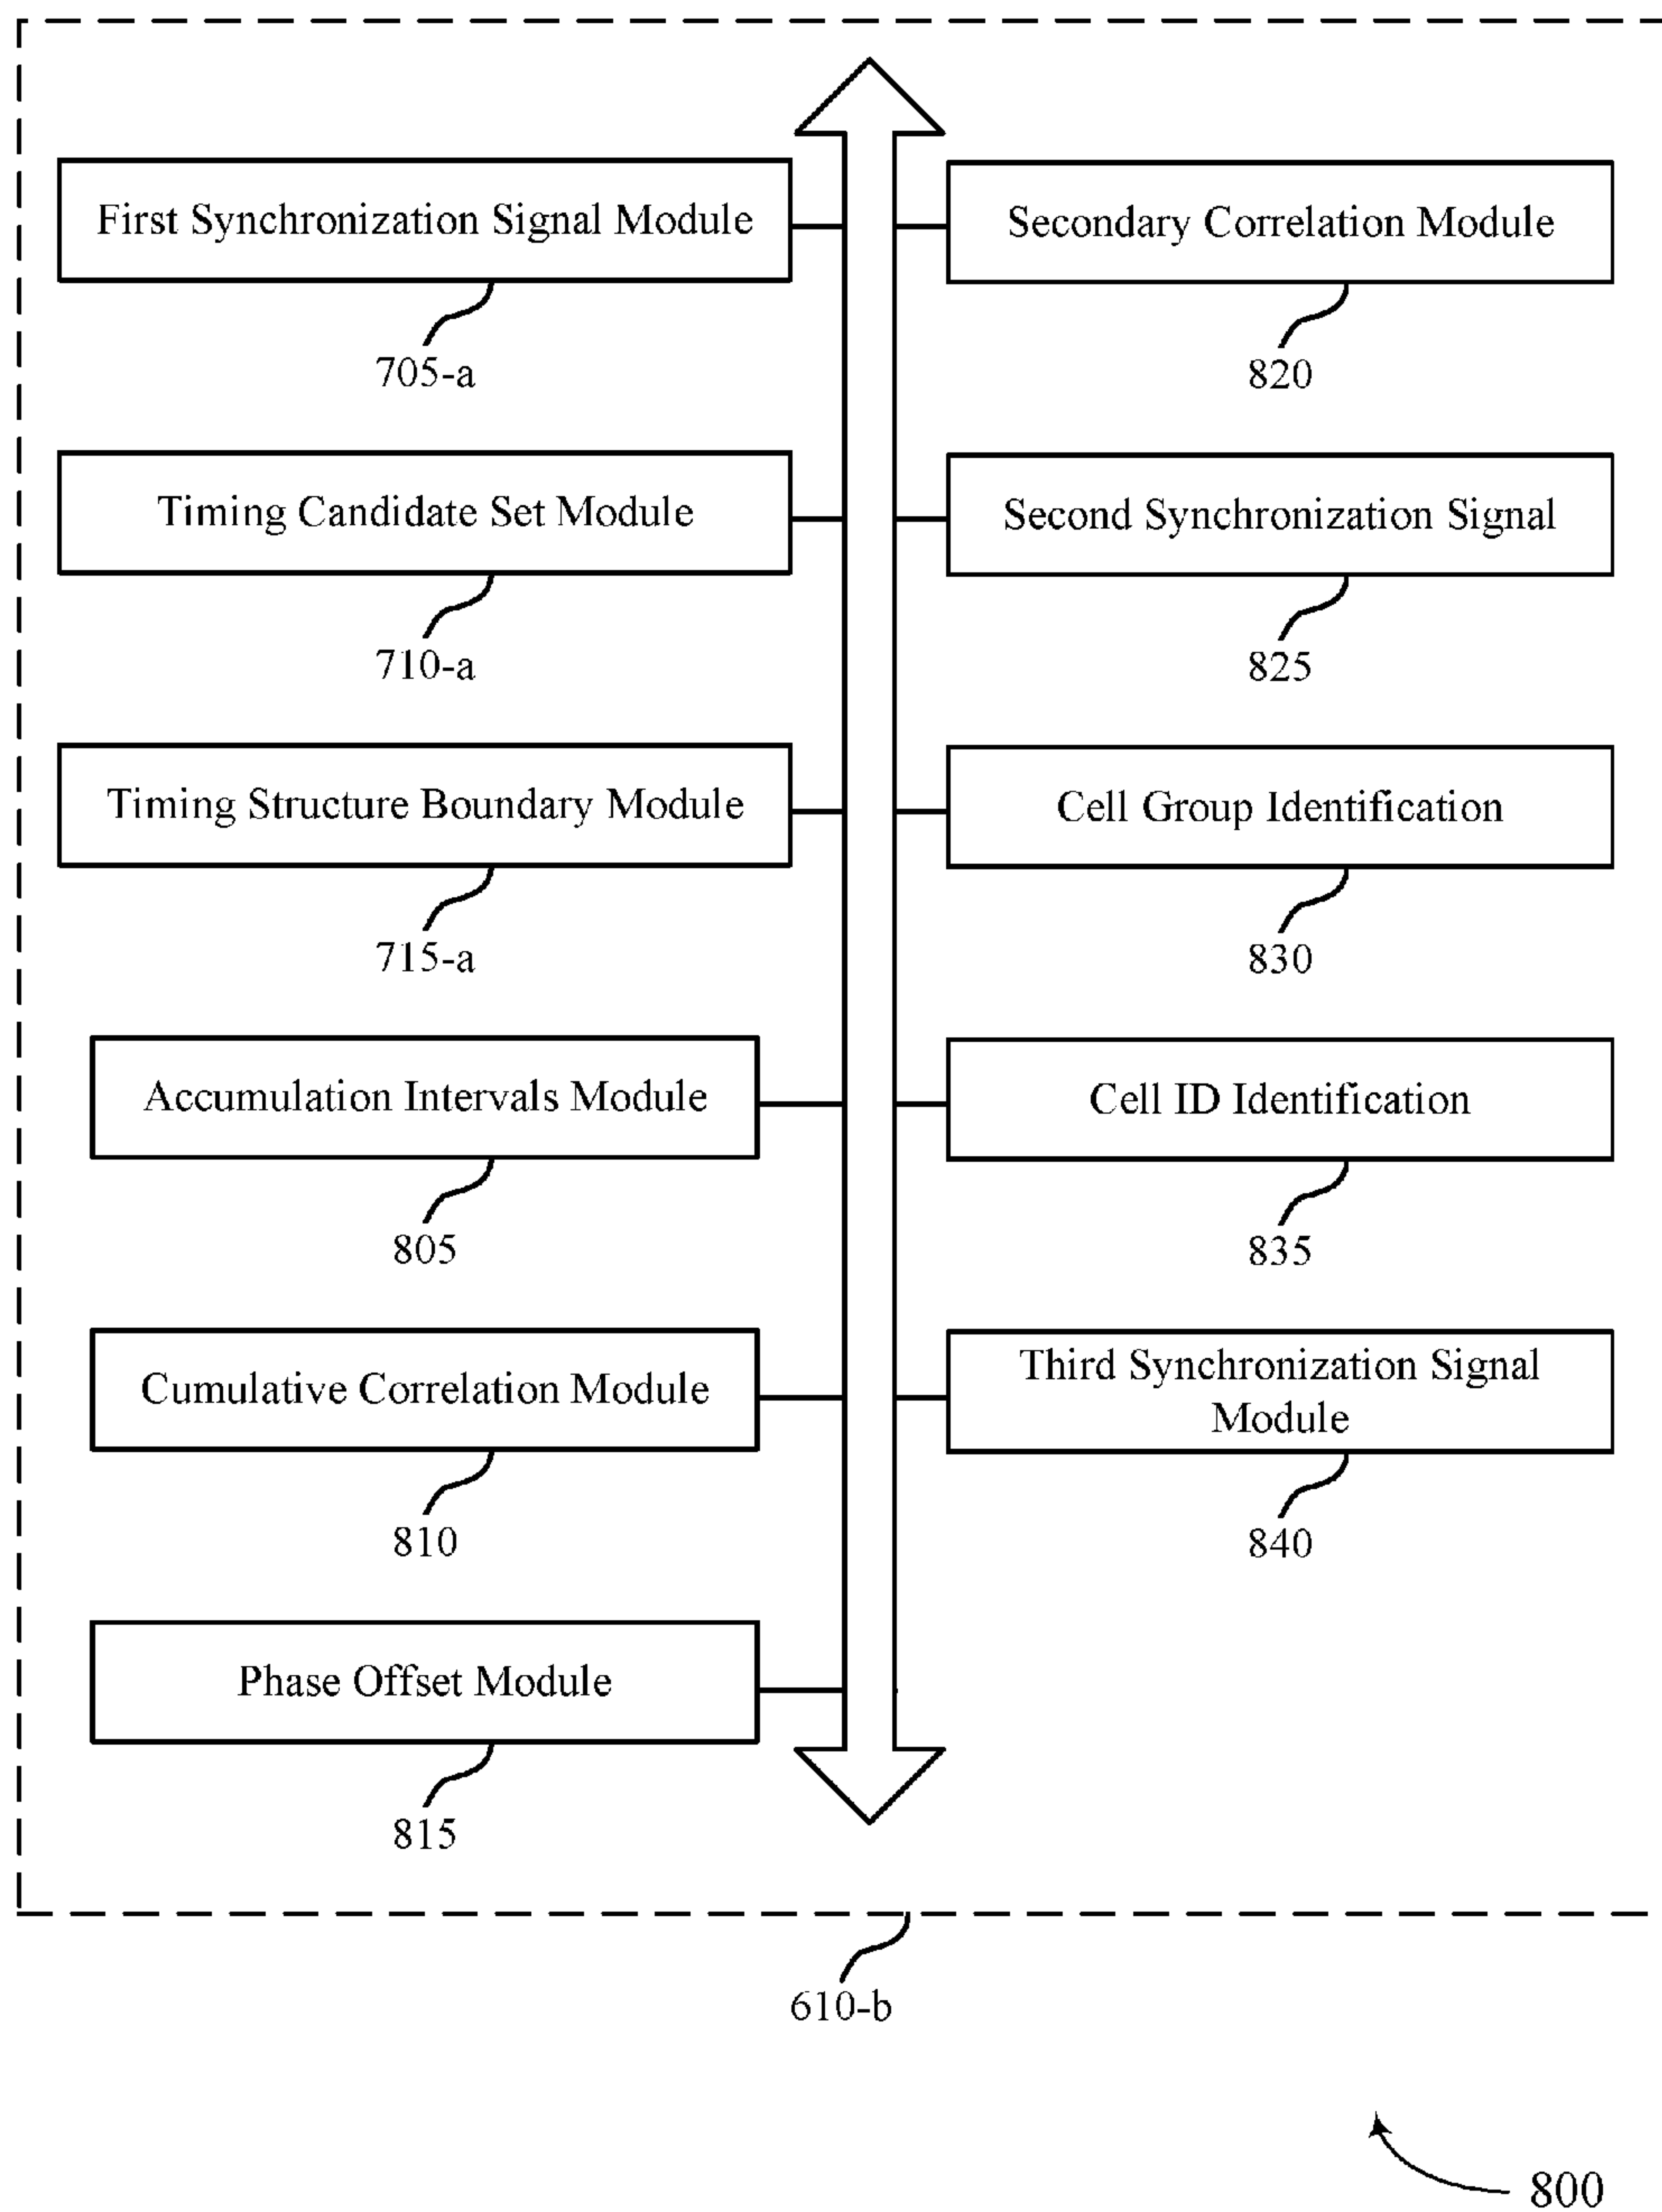 First Synchronization Signal Module
705-a
Timing Candidate Set Module
710-a
Timing Structure Boundary Module
715-a
Accumulation Intervals Module
805
Cumulative Correlation Module
810
Phase Offset Module
815
Secondary Correlation Module
820
Second Synchronization Signal
825
Cell Group Identification
830
Cell ID Identification
835
Third Synchronization Signal
Module
840
610-b
800